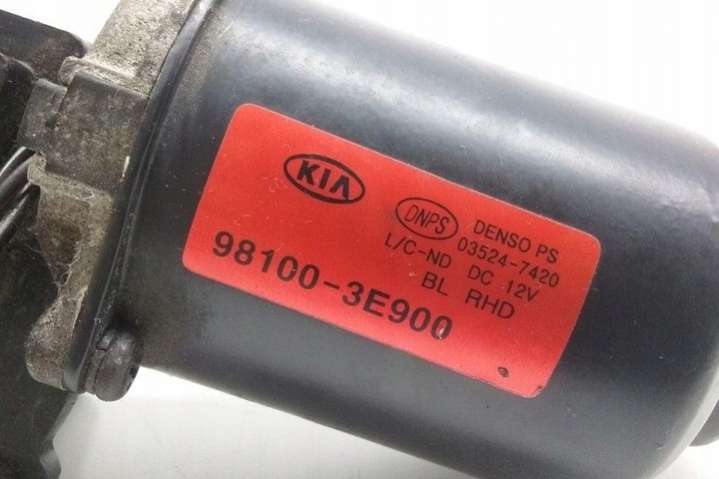 KIA
DNPS
DENSO PS
03524-7420
L/C-ND DC 12V
BL RHD
98100-3E900